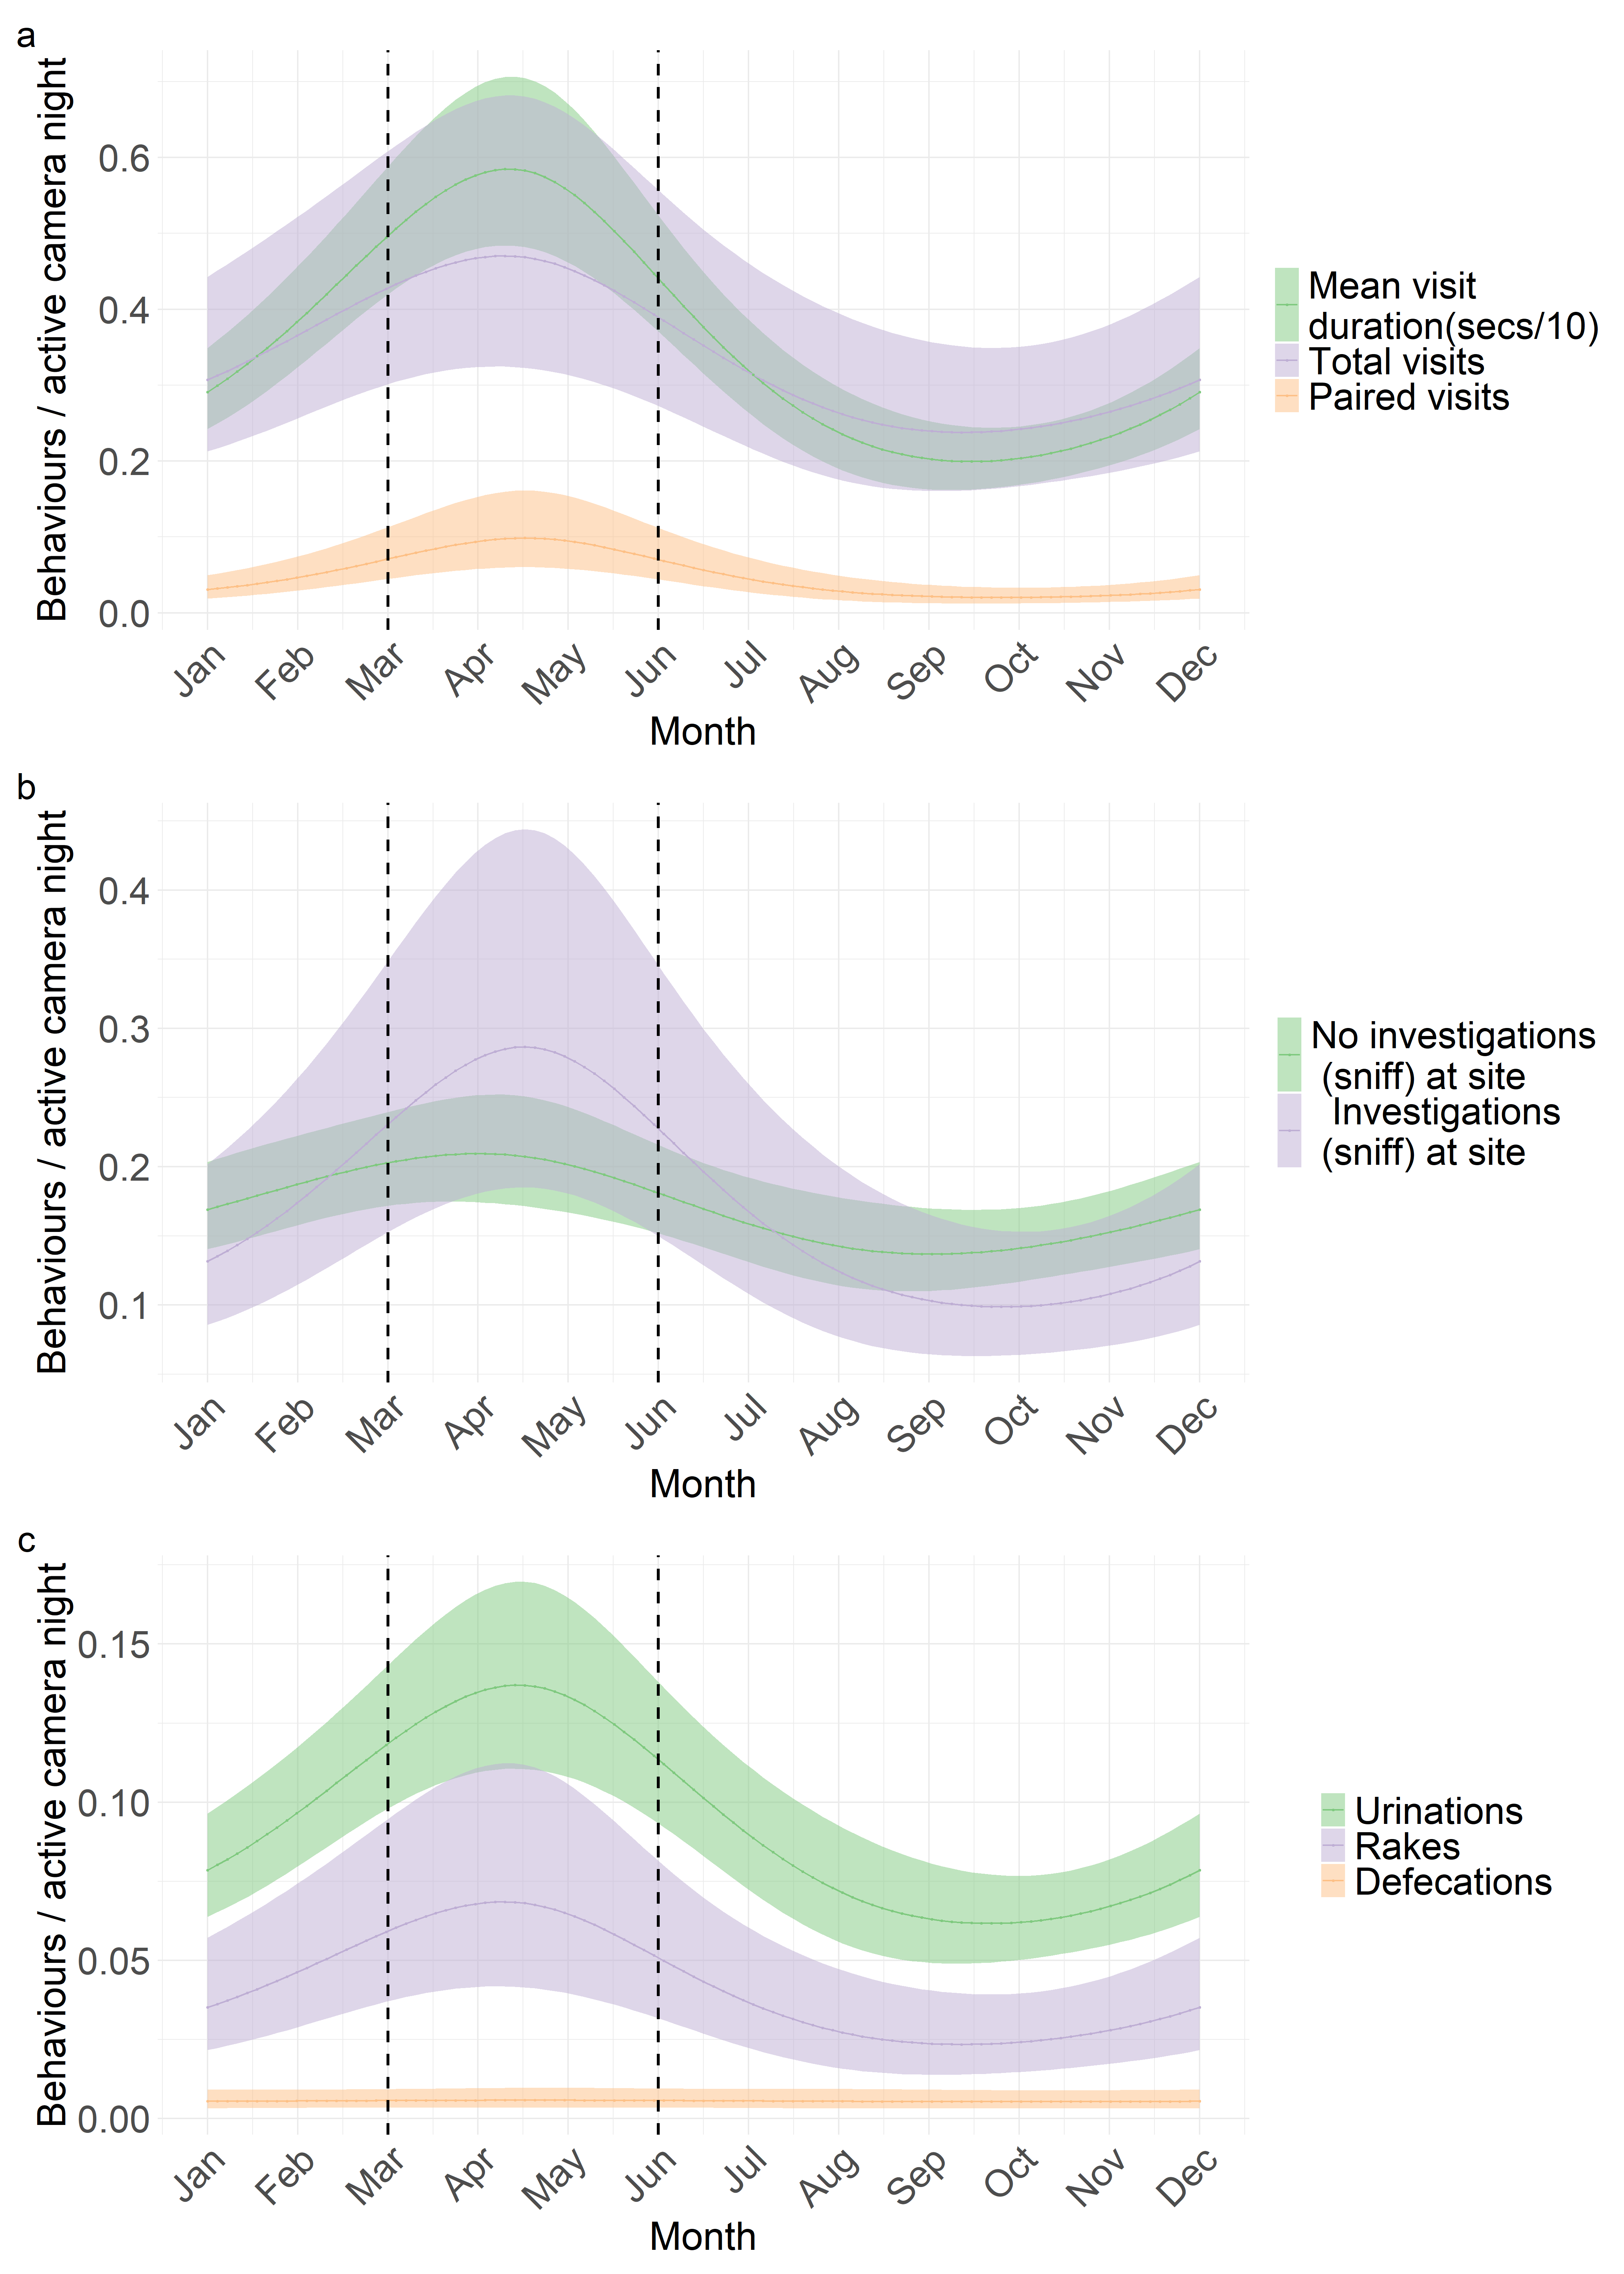 a
Behaviours / active camera night
0.6
0.4
0.2
0.0
Jan Feb Mar Apr May Jun Jul Aug Sep Oct Nov Dec
Month
Mean visit
duration(secs/10)
Total visits
Paired visits
b
Behaviours / active camera night
0.4
0.3
0.2
0.1
Jan Feb Mar Apr May Jun Jul Aug Sep Oct Nov Dec
Month
No investigations
(sniff) at site
Investigations
(sniff) at site
c
Behaviours / active camera night
0.15
0.10
0.05
0.00
Jan Feb Mar Apr May Jun Jul Aug Sep Oct Nov Dec
Month
Urinations
Rakes
Defecations